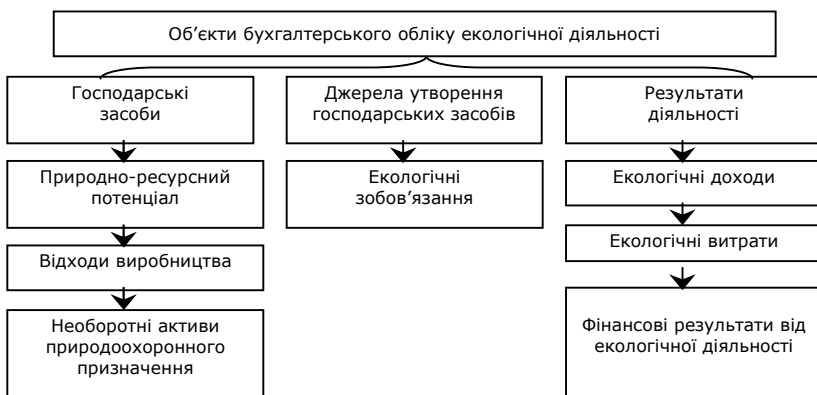 Об’єкти бухгалтерського обліку екологічної діяльності
Господарські
засоби
Джерела утворення
господарських засобів
Результати
діяльності
Природно-ресурсний
потенціал
Екологічні
зобов’язання
Екологічні доходи
Відходи виробництва
Екологічні витрати
Необоротні активи
природоохоронного
призначення
Фінансові результати від
екологічної діяльності